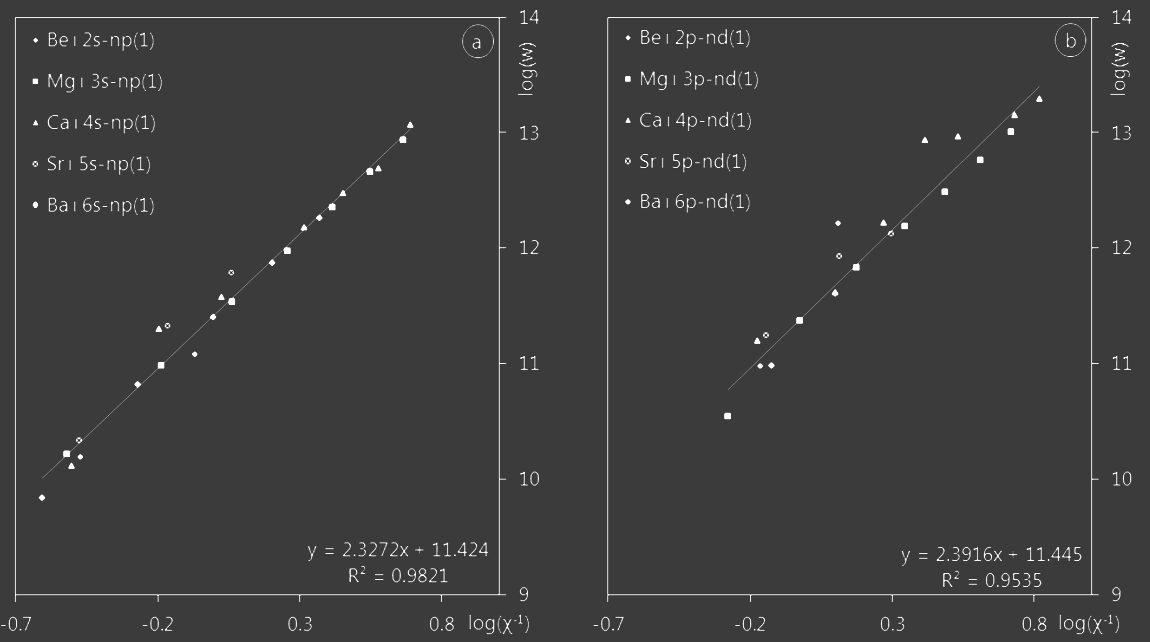 Be ı 2s-np(1)
Mg ı 3s-np(1)
Ca ı 4s-np(1)
Sr ı 5s-np(1)
Ba ı 6s-np(1)
a
14
13
12
11
10
9
log(w)
y = 2.3272x + 11.424
R² = 0.9821
-0.7
-0.2
0.3
0.8
log(χ⁻¹)
Be ı 2p-nd(1)
Mg ı 3p-nd(1)
Ca ı 4p-nd(1)
Sr ı 5p-nd(1)
Ba ı 6p-nd(1)
b
14
13
12
11
10
9
log(w)
y = 2.3916x + 11.445
R² = 0.9535
-0.7
-0.2
0.3
0.8
log(χ⁻¹)